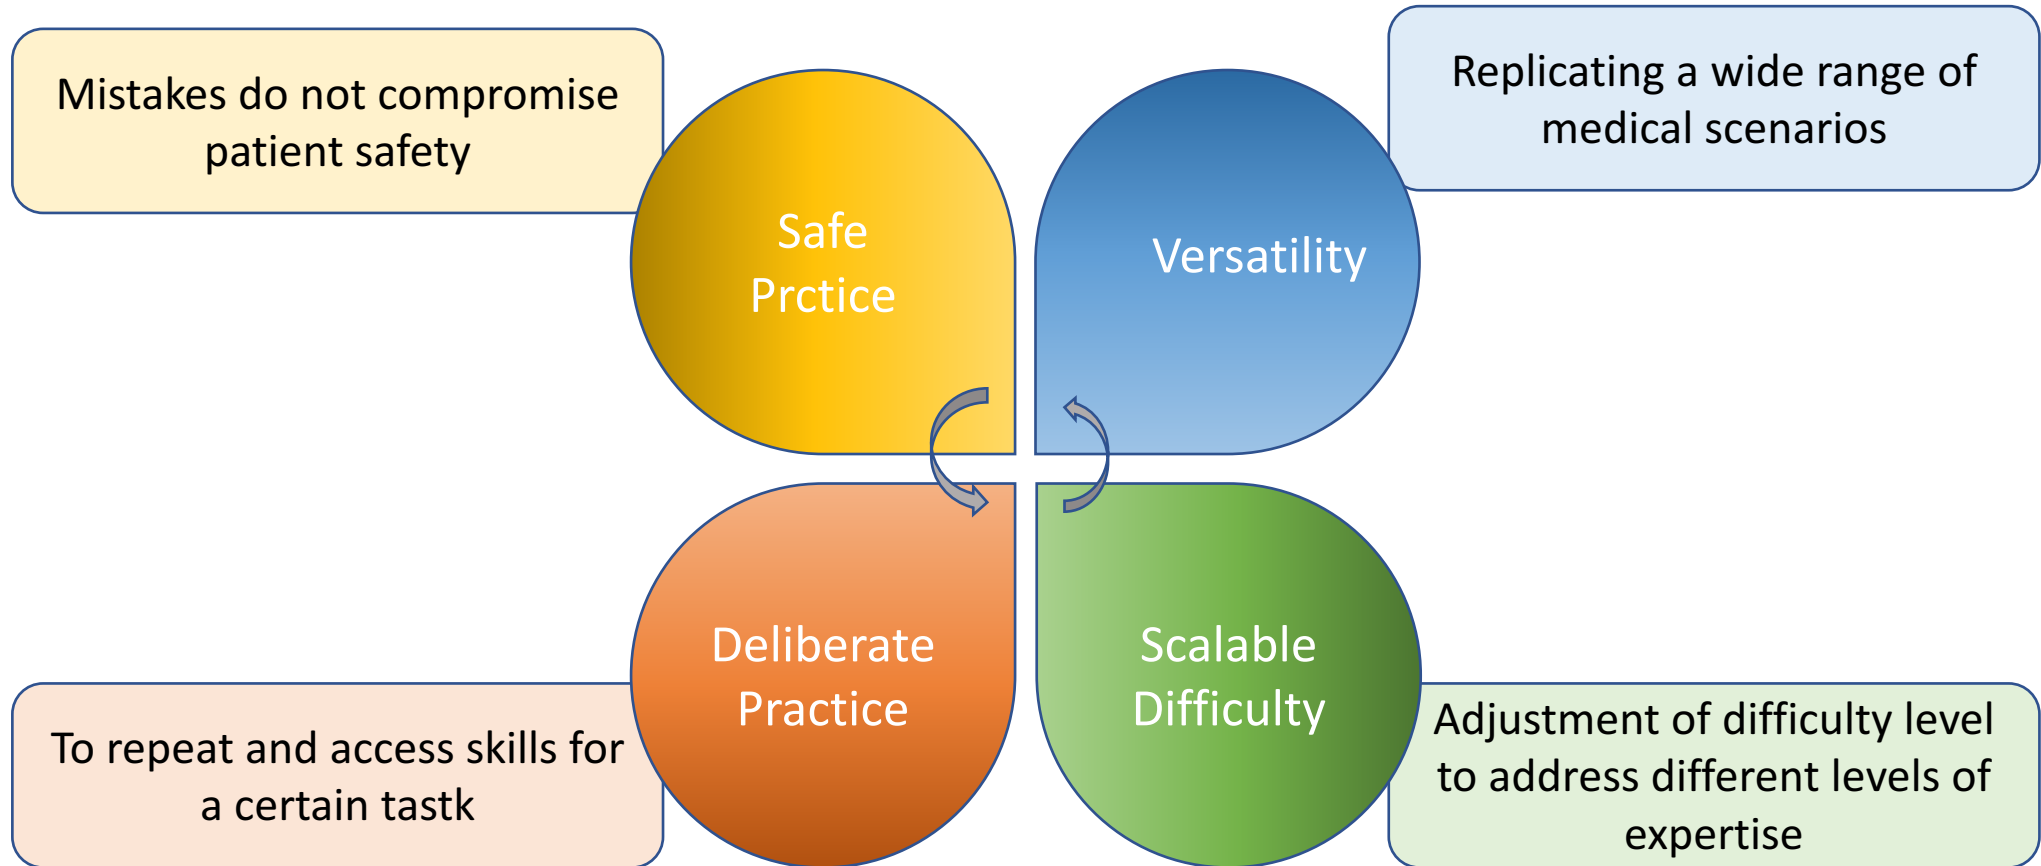 Mistakes do not compromise
patient safety
Safe
Prctice
Versatility
Replicating a wide range of
medical scenarios
To repeat and access skills for
a certain tastk
Deliberate
Practice
Scalable
Difficulty
Adjustment of difficulty level
to address different levels of
expertise